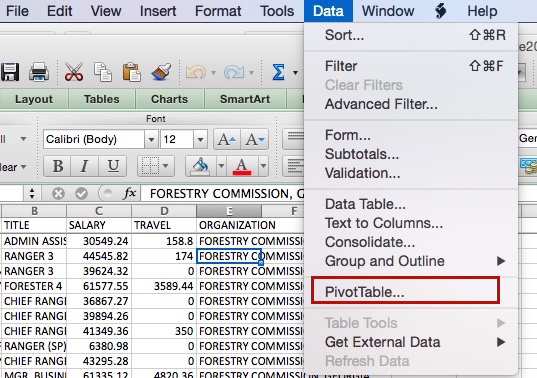 File Edit View Insert Format Tools Data Window Help
Sort... ⇧⌘R
Filter ⇧⌘F
Clear Filters
Advanced Filter...
Form...
Subtotals...
Validation...
Data Table...
Text to Columns...
Consolidate...
Group and Outline
PivotTable...
Table Tools
Get External Data
Refresh Data
Layout Tables Charts SmartArt
Font
Calibri (Body) 12 A A Gen
B I U A
fx FORESTRY COMMISSION, G
B C D E F
TITLE SALARY TRAVEL ORGANIZATION
ADMIN ASSIS 30549.24 158.8 FORESTRY COMMISSI
RANGER 3 44545.82 174 FORESTRY COMMISSI
RANGER 3 39624.32 0 FORESTRY COMMISSI
FORESTER 4 61577.55 3589.44 FORESTRY COMMISSI
CHIEF RANGI 36867.27 0 FORESTRY COMMISSI
CHIEF RANGI 39894.26 0 FORESTRY COMMISSI
CHIEF RANGI 41349.36 350 FORESTRY COMMISSI
RANGER (SP) 6380.98 0 FORESTRY COMMISSI
CHIEF RANGI 43295.28 0 FORESTRY COMMISSI
MGR, BUSIN 61335.12 4820.36 FORESTRY COMMISSION, GEORGIA